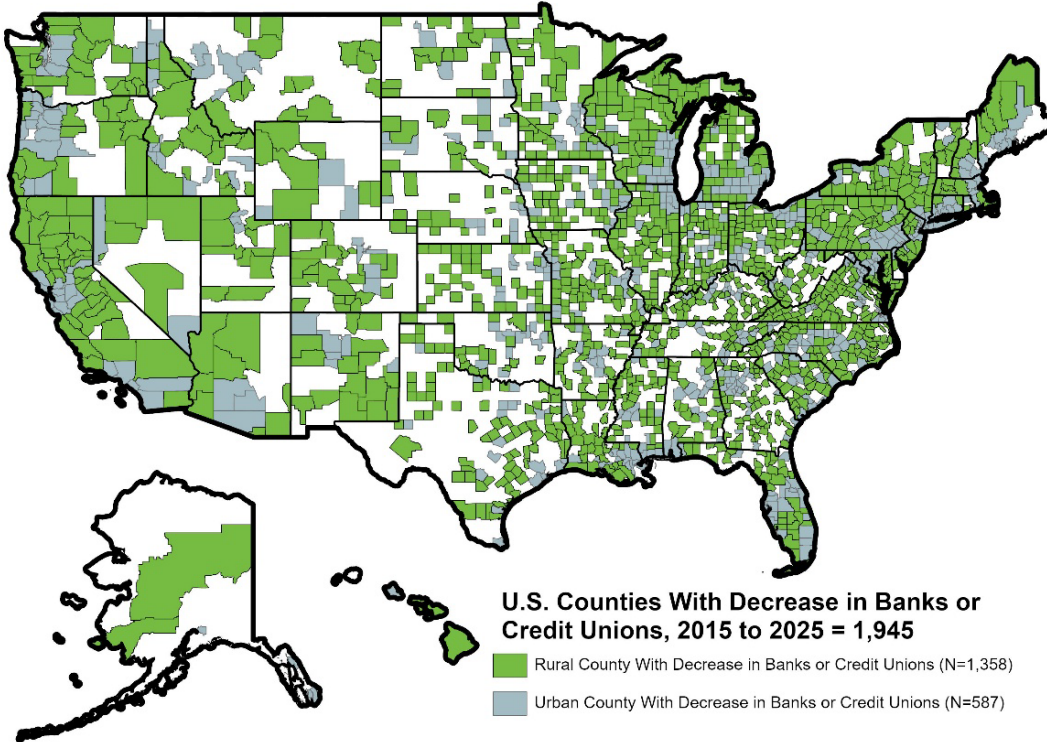 U.S. Counties With Decrease in Banks or
Credit Unions, 2015 to 2025 = 1,945
Rural County With Decrease in Banks or Credit Unions (N=1,358)
Urban County With Decrease in Banks or Credit Unions (N=587)